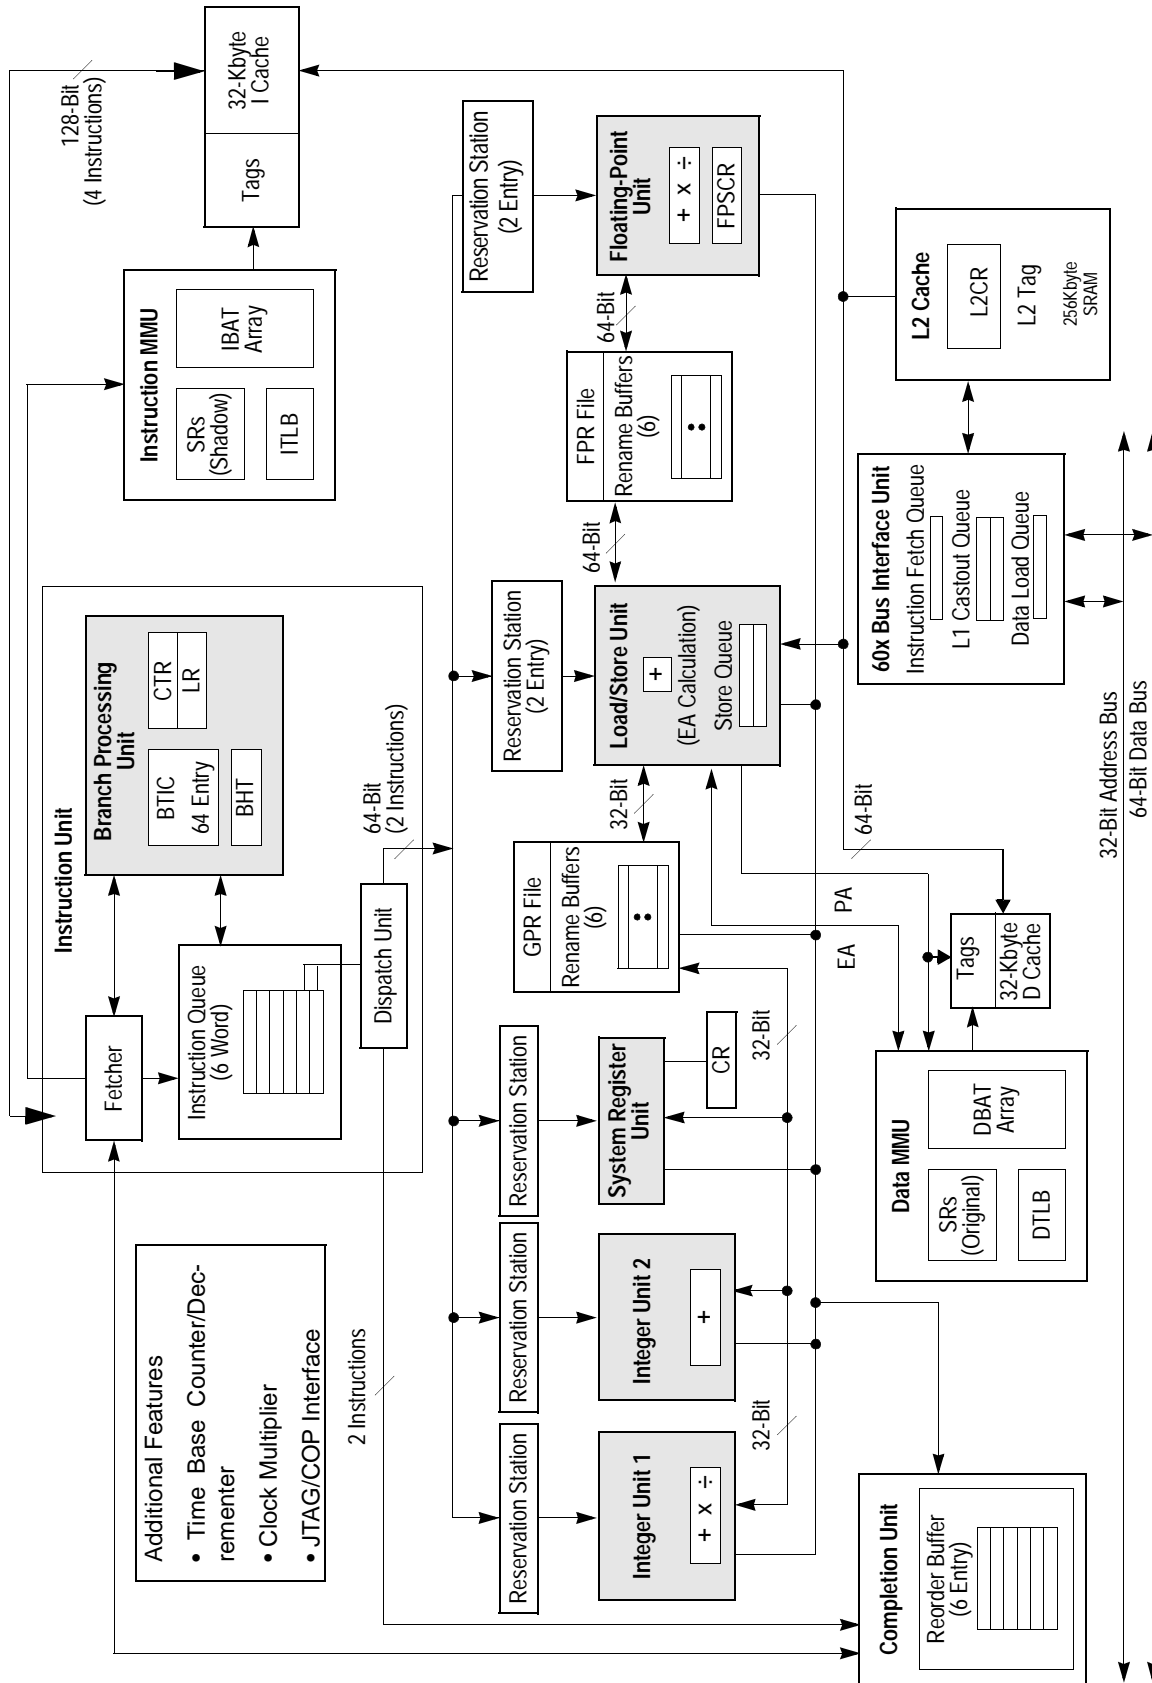 Additional Features
• Time Base Counter/Dec-
rementer
• Clock Multiplier
• JTAG/COP Interface
Instruction Unit
Fetcher
Branch Processing
Unit
BTIC
64 Entry
CTR
LR
BHT
Instruction Queue
(6 Word)
Dispatch Unit
64-Bit
(2 Instructions)
2 Instructions
128-Bit
(4 Instructions)
Instruction MMU
SRs
(Shadow)
IBAT
Array
ITLB
Tags
32-Kbyte
I Cache
Reservation Station
Reservation Station
Reservation Station
Reservation Station
(2 Entry)
Reservation Station
(2 Entry)
Integer Unit 1
+ x ÷
Integer Unit 2
+
System Register
Unit
CR
32-Bit
32-Bit
GPR File
Rename Buffers
(6)
32-Bit
Load/Store Unit
+
(EA Calculation)
Store Queue
64-Bit
FPR File
Rename Buffers
(6)
64-Bit
Floating-Point
Unit
+ x ÷
FPSCR
EA
PA
64-Bit
Completion Unit
Reorder Buffer
(6 Entry)
Data MMU
SRs
(Original)
DBAT
Array
DTLB
Tags
32-Kbyte
D Cache
60x Bus Interface Unit
Instruction Fetch Queue
L1 Castout Queue
Data Load Queue
L2 Cache
L2CR
L2 Tag
256Kbyte
SRAM
32-Bit Address Bus
64-Bit Data Bus